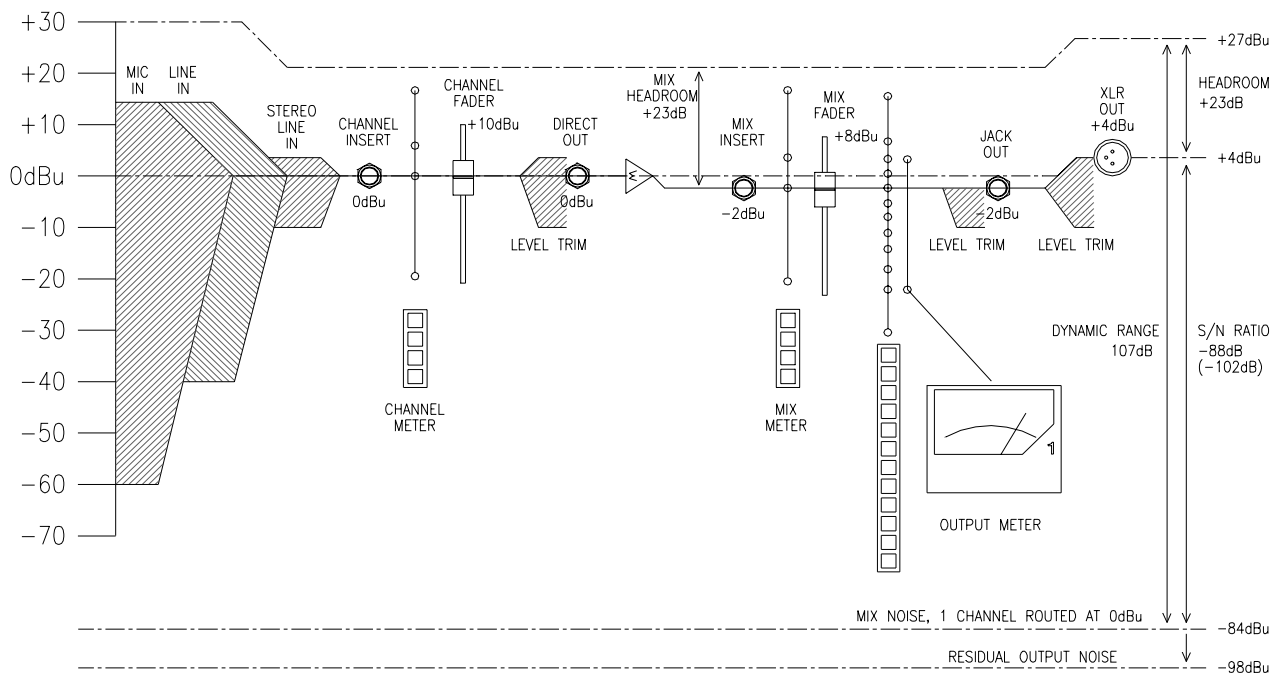 +30
+20
+10
0dBu
-10
-20
-30
-40
-50
-60
-70
MIC
IN
LINE
IN
STEREO
LINE
IN
CHANNEL
INSERT
0dBu
CHANNEL
FADER
+10dBu
CHANNEL
METER
DIRECT
OUT
0dBu
LEVEL TRIM
Σ
MIX
HEADROOM
+23dB
MIX
INSERT
-2dBu
MIX
FADER
+8dBu
MIX
METER
JACK
OUT
-2dBu
LEVEL TRIM
XLR
OUT
+4dBu
LEVEL TRIM
1
OUTPUT METER
+27dBu
HEADROOM
+23dB
+4dBu
DYNAMIC RANGE
107dB
S/N RATIO
-88dB
(-102dB)
MIX NOISE, 1 CHANNEL ROUTED AT 0dBu
-84dBu
RESIDUAL OUTPUT NOISE
-98dBu